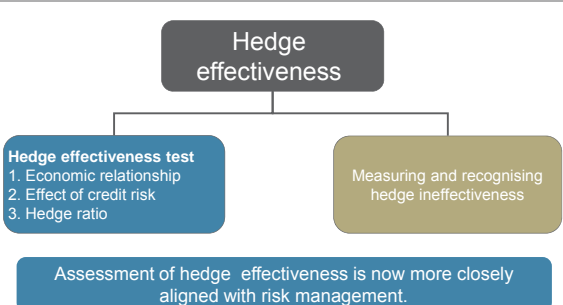 Hedge
effectiveness
Hedge effectiveness test
1. Economic relationship
2. Effect of credit risk
3. Hedge ratio
Measuring and recognising
hedge ineffectiveness
Assessment of hedge effectiveness is now more closely
aligned with risk management.